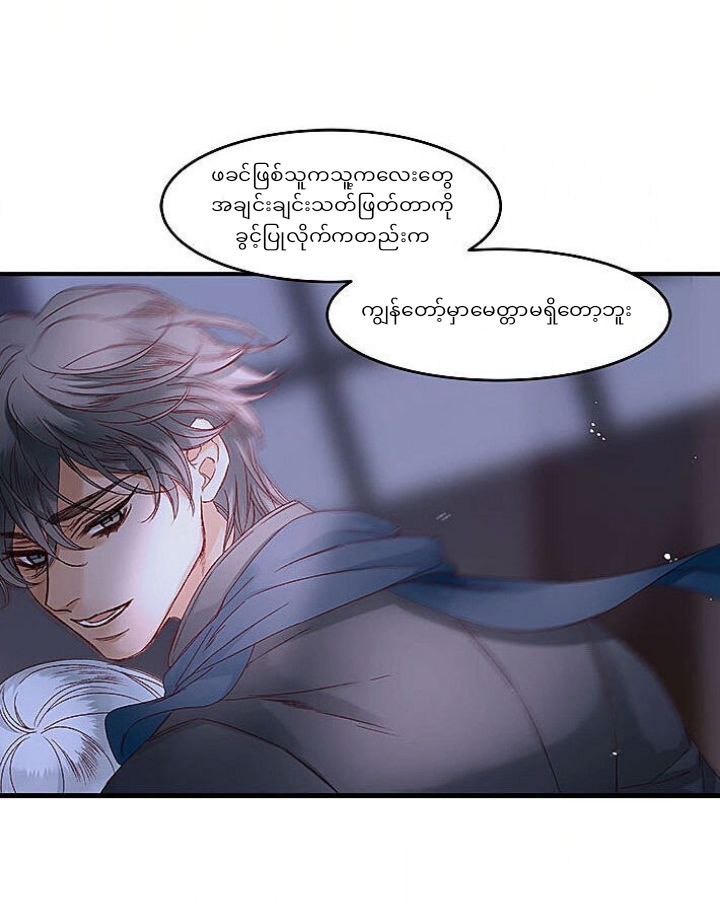 ဖခင်ဖြစ်သူကသူ့ကလေးတွေ
အချင်းချင်းသတ်ဖြတ်တာကို
ခွင့်ပြုလိုက်ကတည်းက
ကျွန်တော့်မှာမေတ္တာမရှိတော့ဘူး